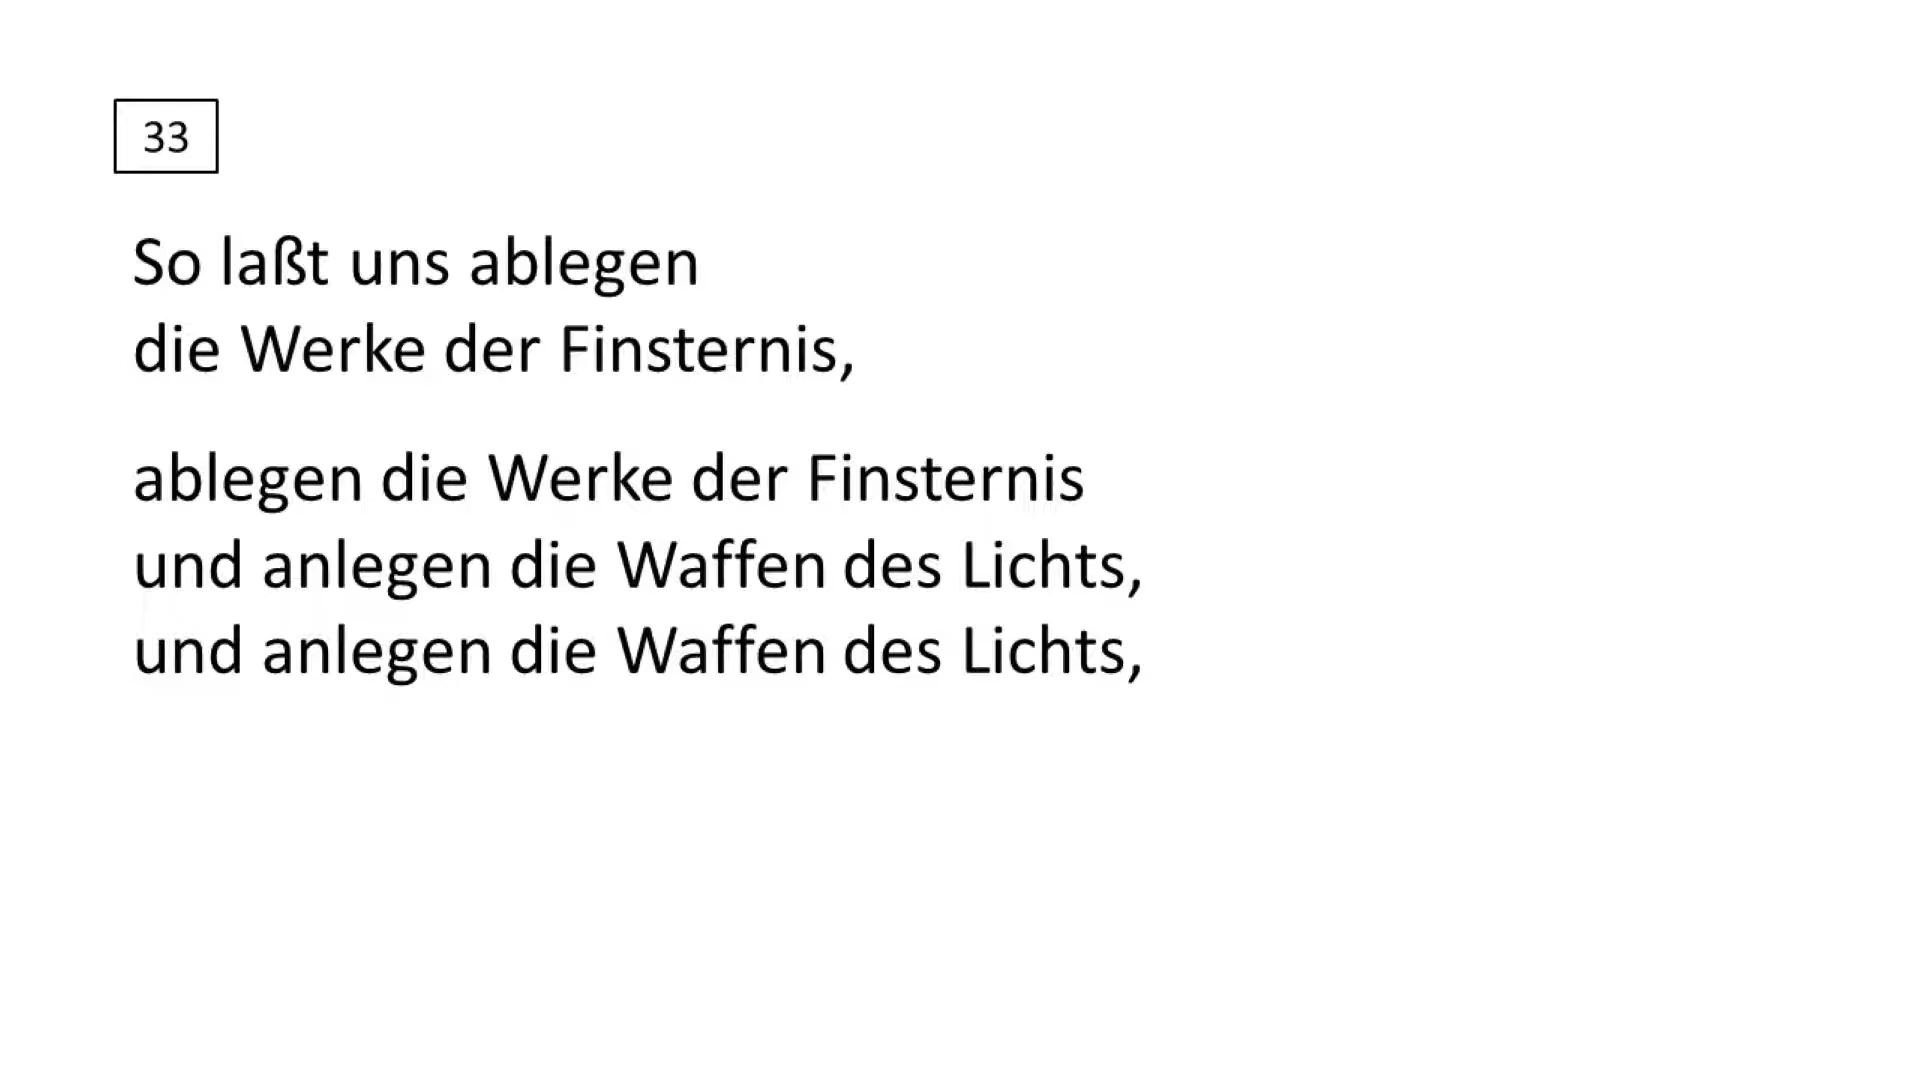 33
So laßt uns ablegen
die Werke der Finsternis,
ablegen die Werke der Finsternis
und anlegen die Waffen des Lichts,
und anlegen die Waffen des Lichts,